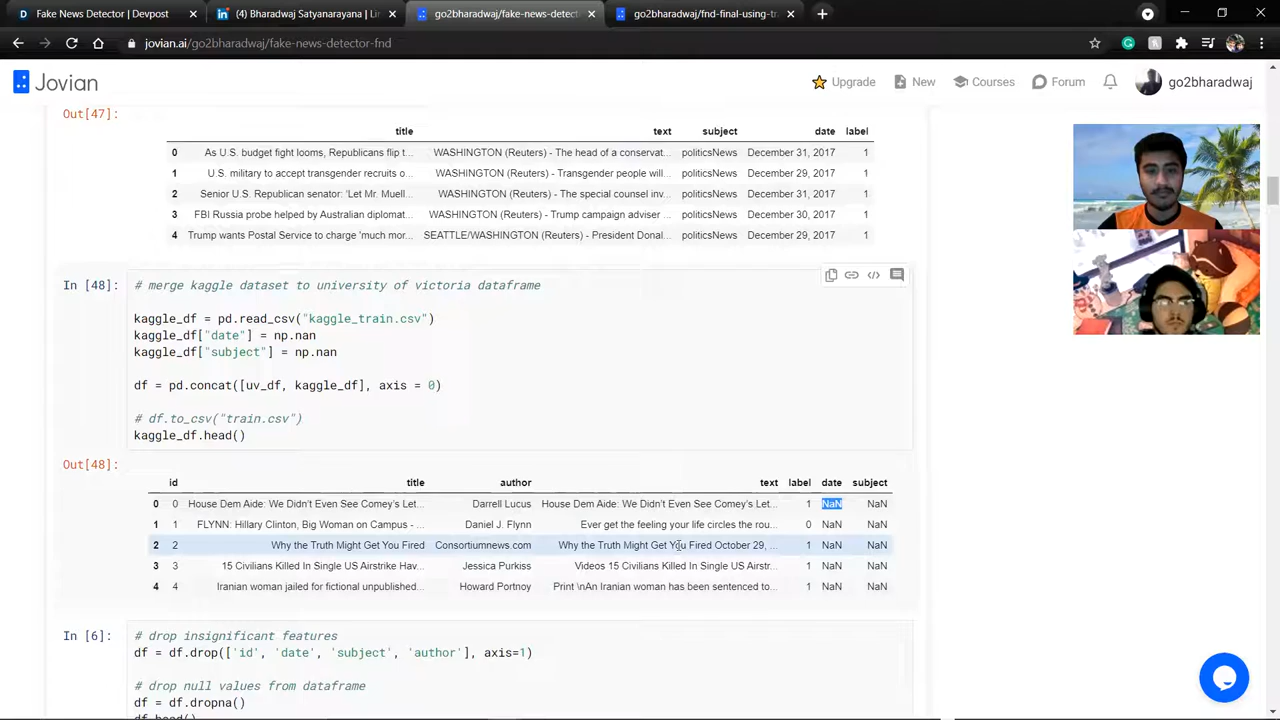 Fake News Detector | Devpost
(4) Bharadwaj Satyanarayana | Li
go2bharadwaj/fake-news-detect
go2bharadwaj/fnd-final-using-tra
jovian.ai/go2bharadwaj/fake-news-detector-fnd
Jovian
Upgrade
New
Courses
Forum
go2bharadwaj
Out[47]:
title text subject date label
0 As U.S. budget fight looms, Republicans flip t... WASHINGTON (Reuters) - The head of a conservat... politicsNews December 31, 2017 1
1 U.S. military to accept transgender recruits o... WASHINGTON (Reuters) - Transgender people will... politicsNews December 29, 2017 1
2 Senior U.S. Republican senator: 'Let Mr. Muell... WASHINGTON (Reuters) - The special counsel inv... politicsNews December 31, 2017 1
3 FBI Russia probe helped by Australian diplomat... WASHINGTON (Reuters) - Trump campaign adviser ... politicsNews December 30, 2017 1
4 Trump wants Postal Service to charge 'much mor... SEATTLE/WASHINGTON (Reuters) - President Donal... politicsNews December 29, 2017 1
In [48]:
# merge kaggle dataset to university of victoria dataframe
kaggle_df = pd.read_csv("kaggle_train.csv")
kaggle_df["date"] = np.nan
kaggle_df["subject"] = np.nan
df = pd.concat([uv_df, kaggle_df], axis = 0)
# df.to_csv("train.csv")
kaggle_df.head()
Out[48]:
id title author text label date subject
0 0 House Dem Aide: We Didn't Even See Comey's Let... Darrell Lucus House Dem Aide: We Didn't Even See Comey's Let... 1 NaN NaN
1 1 FLYNN: Hillary Clinton, Big Woman on Campus - ... Daniel J. Flynn Ever get the feeling your life circles the rou... 0 NaN NaN
2 2 Why the Truth Might Get You Fired Consortiumnews.com Why the Truth Might Get You Fired October 29, ... 1 NaN NaN
3 3 15 Civilians Killed In Single US Airstrike Hav... Jessica Purkiss Videos 15 Civilians Killed In Single US Airstr... 1 NaN NaN
4 4 Iranian woman jailed for fictional unpublished... Howard Portnoy Print \nAn Iranian woman has been sentenced to... 1 NaN NaN
In [6]:
# drop insignificant features
df = df.drop(['id', 'date', 'subject', 'author'], axis=1)
# drop null values from dataframe
df = df.dropna()
df.head()